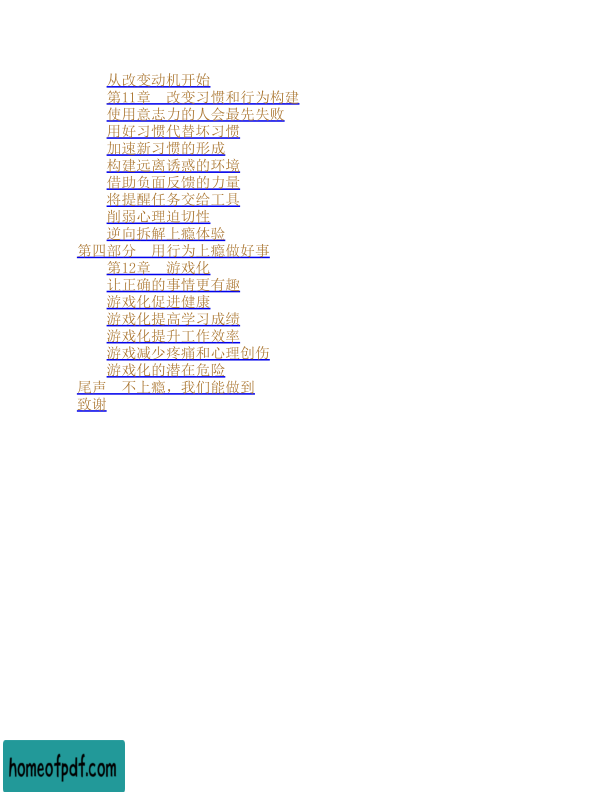 从改变动机开始
第11章　改变习惯和行为构建
使用意志力的人会最先失败
用好习惯代替坏习惯
加速新习惯的形成
构建远离诱惑的环境
借助负面反馈的力量
将提醒任务交给工具
削弱心理迫切性
逆向拆解上瘾体验
第四部分　用行为上瘾做好事
第12章　游戏化
让正确的事情更有趣
游戏化促进健康
游戏化提高学习成绩
游戏化提升工作效率
游戏减少疼痛和心理创伤
游戏化的潜在危险
尾声　不上瘾，我们能做到
致谢
homeofpdf.com